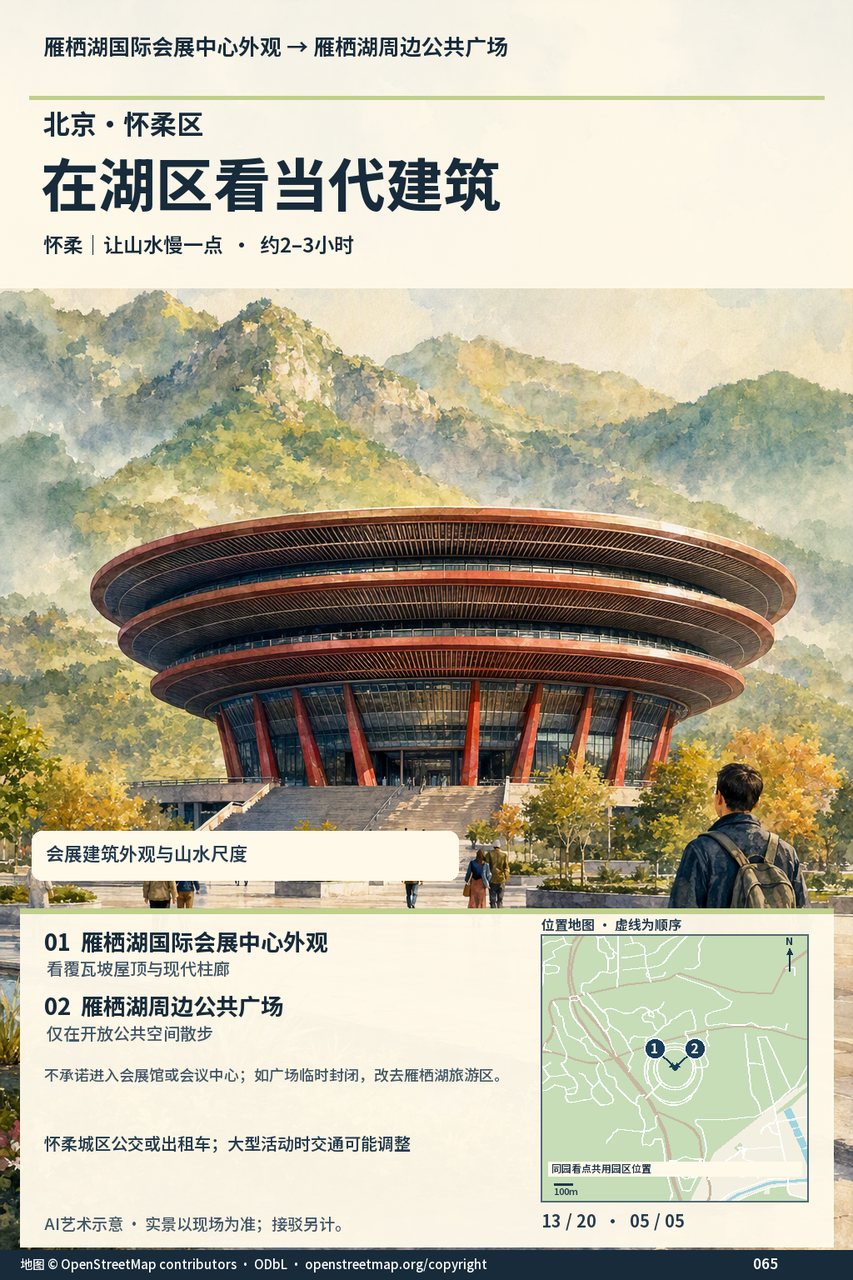 雁栖湖国际会展中心外观 → 雁栖湖周边公共广场
北京·怀柔区
在湖区看当代建筑
怀柔｜让山水慢一点 · 约2–3小时
会展建筑外观与山水尺度
01 雁栖湖国际会展中心外观
看覆瓦坡屋顶与现代柱廊
02 雁栖湖周边公共广场
仅在开放公共空间散步
不承诺进入会展馆或会议中心；如广场临时封闭，改去雁栖湖旅游区。
怀柔城区公交或出租车；大型活动时交通可能调整
AI艺术示意 · 实景以现场为准；接驳另计。
位置地图 · 虚线为顺序
N
1 2
同园看点共用园区位置
100m
13 / 20 · 05 / 05
地图 © OpenStreetMap contributors · ODbL · openstreetmap.org/copyright
065